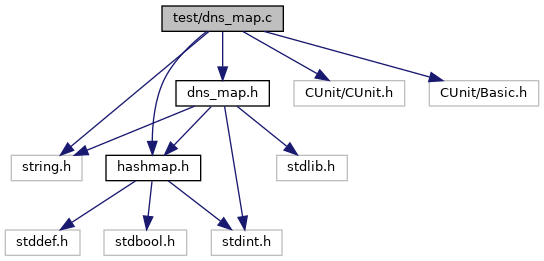 test/dns_map.c
dns_map.h
CUnit/CUnit.h
CUnit/Basic.h
string.h
hashmap.h
stdlib.h
stddef.h
stdbool.h
stdint.h